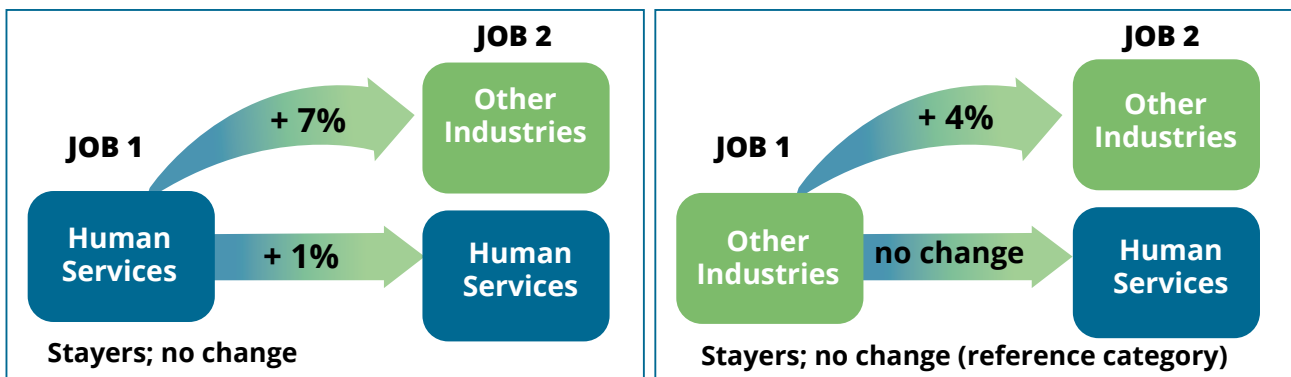 JOB 2
Other
Industries
+ 7%
JOB 1
Human
Services
+ 1%
Human
Services
Stayers; no change
JOB 2
Other
Industries
+ 4%
JOB 1
Other
Industries
no change
Human
Services
Stayers; no change (reference category)